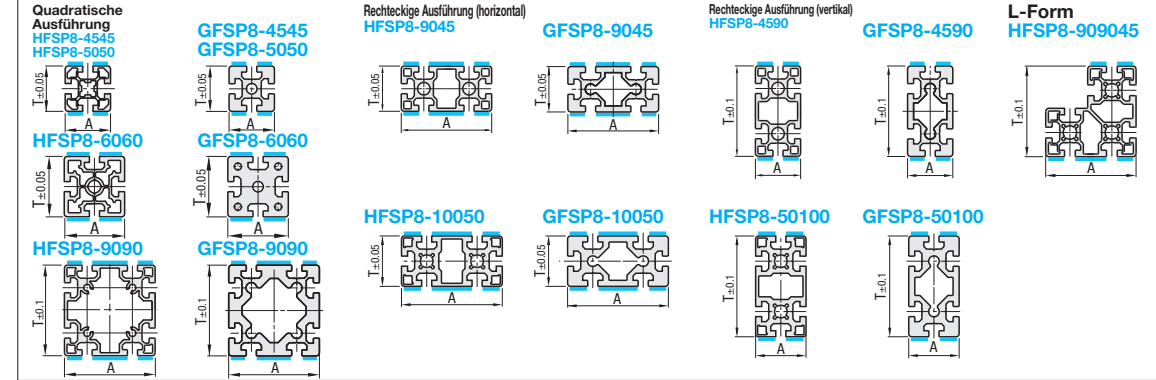 Quadratische
Ausführung
HFSP8-4545
HFSP8-5050
GFSP8-4545
GFSP8-5050
Rechteckige Ausführung (horizontal)
HFSP8-9045
GFSP8-9045
Rechteckige Ausführung (vertikal)
HFSP8-4590
GFSP8-4590
L-Form
HFSP8-909045
T±0.05
A
T±0.05
A
T±0.05
A
T±0.05
A
T±0.1
A
T±0.1
A
T±0.1
A
HFSP8-6060
GFSP8-6060
T±0.05
A
T±0.05
A
HFSP8-10050
GFSP8-10050
HFSP8-50100
GFSP8-50100
T±0.05
A
T±0.05
A
T±0.1
A
T±0.1
A
HFSP8-9090
GFSP8-9090
T±0.1
A
T±0.1
A